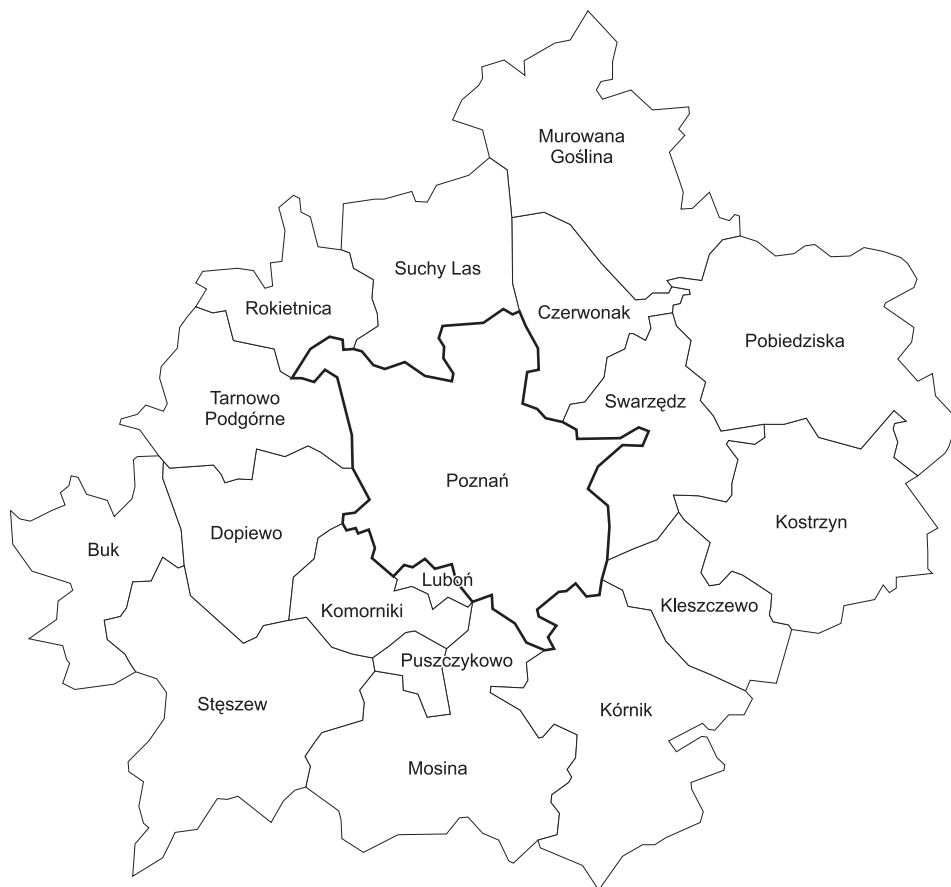 Murowana
Goślina
Suchy Las
Rokietnica
Czerwonak
Pobiedziska
Tarnowo
Podgórne
Swarzędz
Poznań
Kostrzyn
Dopiewo
Buk
Luboń
Komorniki
Kleszczewo
Puszczykowo
Stęszew
Kórnik
Mosina